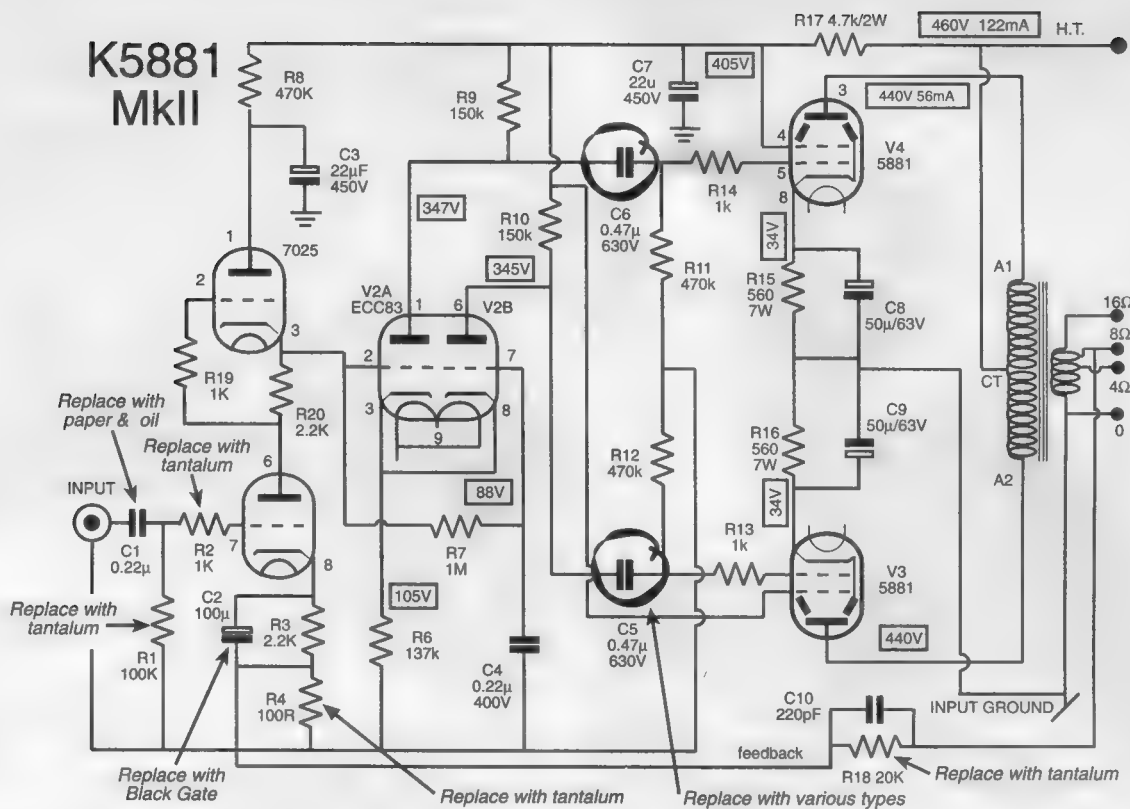 K5881
MkII
R17 4.7k/2W
460V 122mA
H.T.
R8
470K
C3
22µF
450V
R9
150k
C7
22u
450V
405V
3
440V 56mA
4
5
8
V4
5881
R14
1k
C6
0.47µ
630V
347V
R10
150k
345V
1
7025
2
3
V2A
ECC83
1
6
V2B
2
7
3
8
9
R11
470k
34V
R15
560
7W
C8
50µ/63V
A1
16Ω
8Ω
4Ω
0
CT
A2
R19
1K
R20
2.2K
Replace with
paper & oil
Replace with
tantalum
INPUT
C1
0.22µ
R2
1K
6
7
8
88V
R7
1M
R12
470k
R16
560
7W
C9
50µ/63V
34V
R13
1k
V3
5881
440V
Replace with
tantalum
R1
100K
C2
100µ
R3
2.2K
R4
100R
105V
R6
137k
C4
0.22µ
400V
C5
0.47µ
630V
C10
220pF
INPUT GROUND
feedback
R18 20K
Replace with
Black Gate
Replace with tantalum
Replace with various types
Replace with tantalum